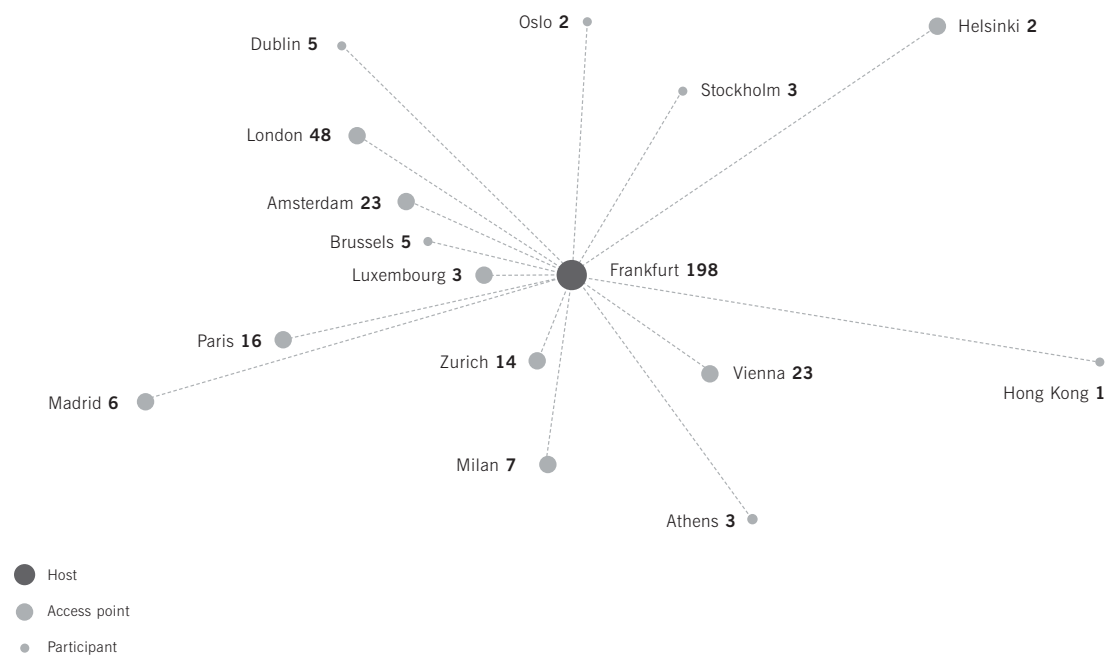 Oslo 2
Helsinki 2
Dublin 5
Stockholm 3
London 48
Amsterdam 23
Brussels 5
Luxembourg 3
Frankfurt 198
Paris 16
Zurich 14
Vienna 23
Hong Kong 1
Madrid 6
Milan 7
Athens 3
Host
Access point
Participant